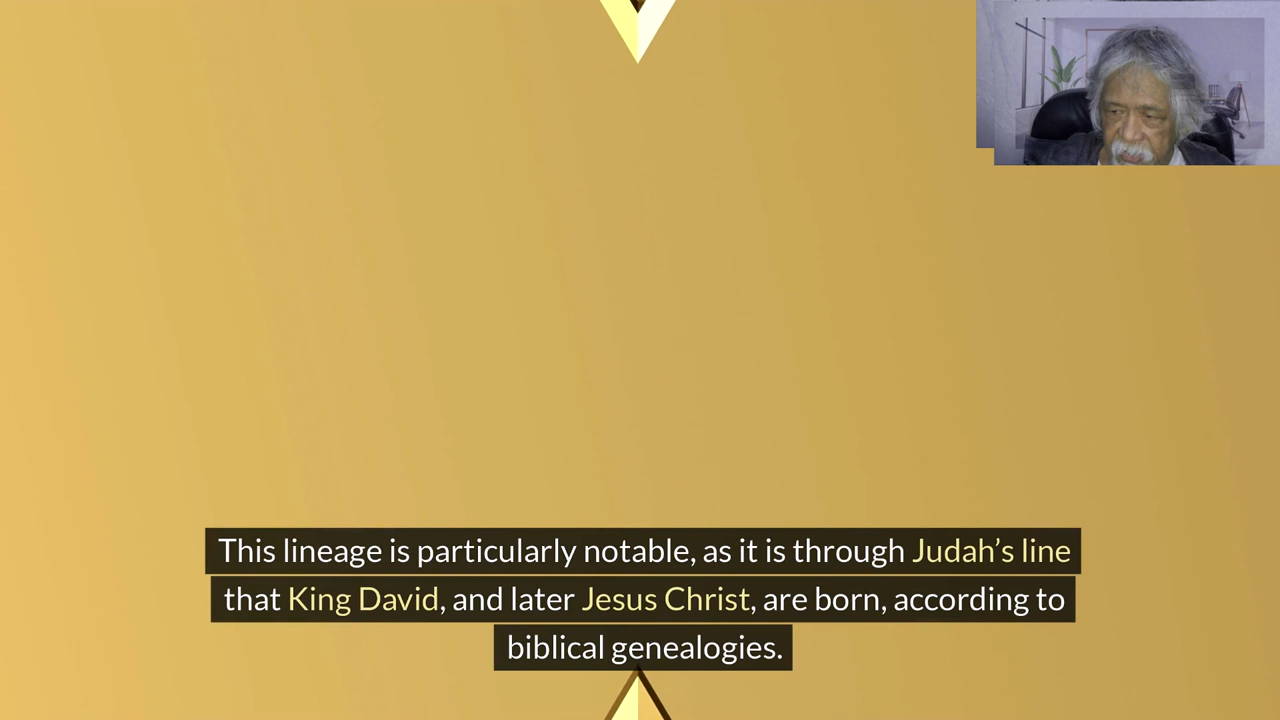 This lineage is particularly notable, as it is through Judah’s line
that King David, and later Jesus Christ, are born, according to
biblical genealogies.